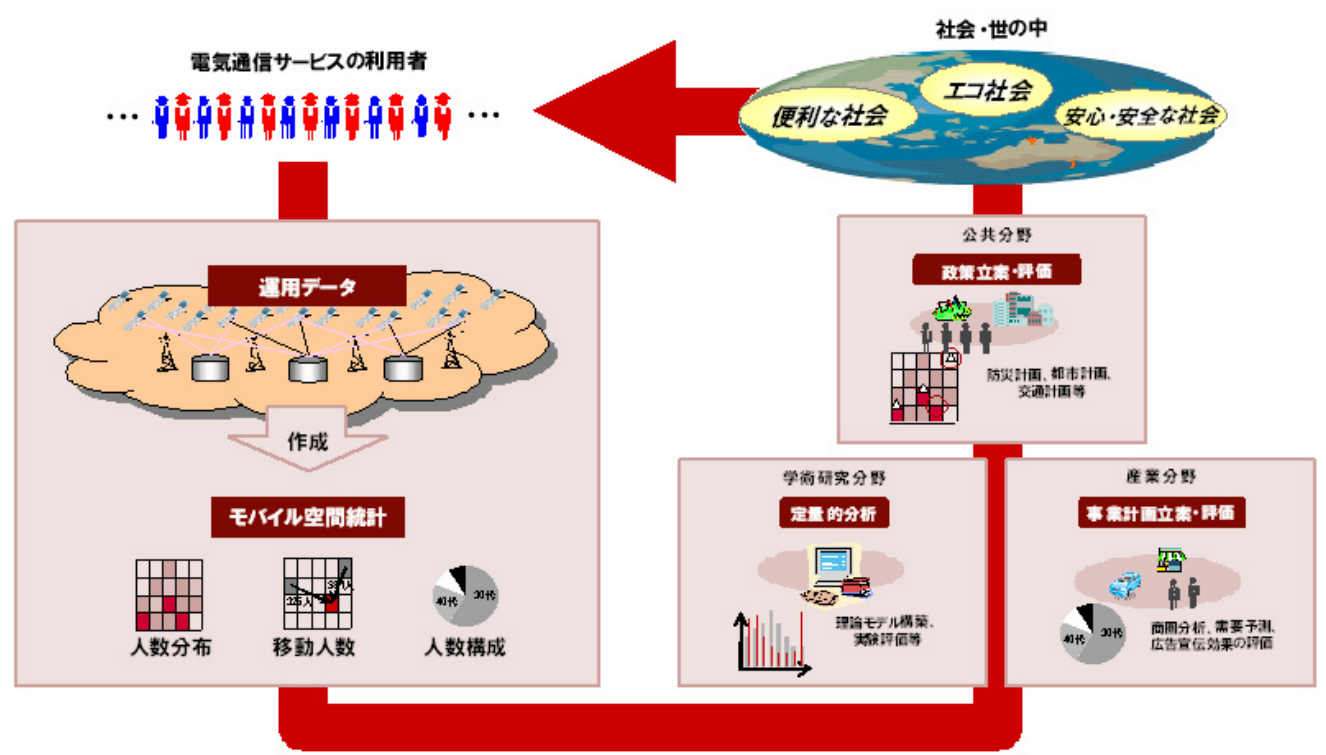 電気通信サービスの利用者
… …
社会・世の中
便利な社会
エコ社会
安心・安全な社会
運用データ
作成
モバイル空間統計
325人
40代
30代
人数分布
移動人数
人数構成
公共分野
政策立案・評価
防災計画、都市計画、
交通計画等
学術研究分野
定量的分析
理論モデル構築、
実験評価等
産業分野
事業計画立案・評価
40代
30代
商圏分析、需要予測、
広告宣伝効果の評価